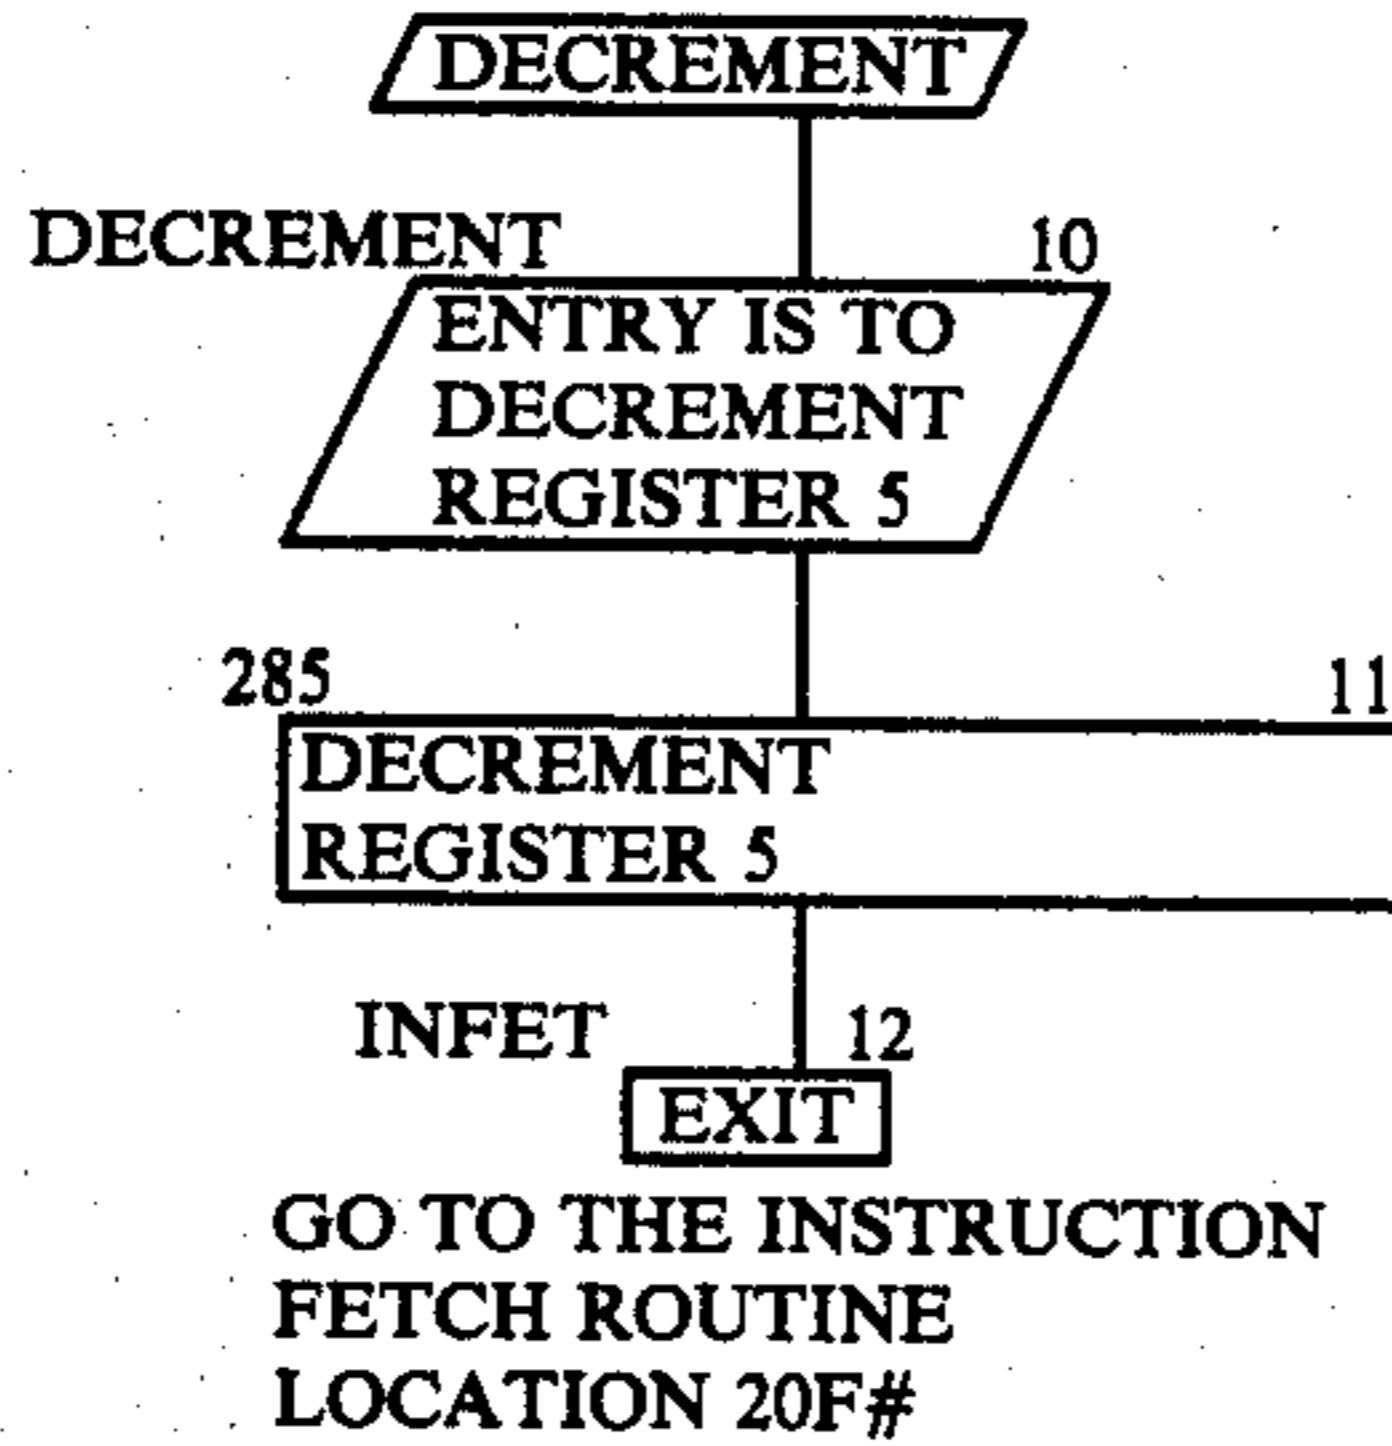 DECREMENT
DECREMENT 10
ENTRY IS TO
DECREMENT
REGISTER 5
285 11
DECREMENT
REGISTER 5
INFET 12
EXIT
GO TO THE INSTRUCTION
FETCH ROUTINE
LOCATION 20F#